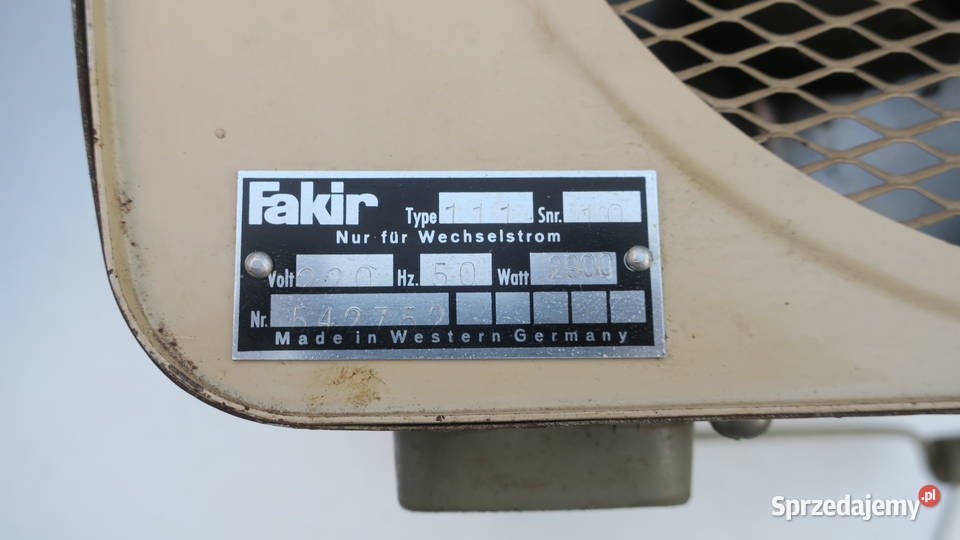 Fakir Type 111 Snr. 10
Nur für Wechselstrom
Volt 220 Hz. 50 Watt
Nr. 542752
Made in Western Germany
Sprzedajemy.pl